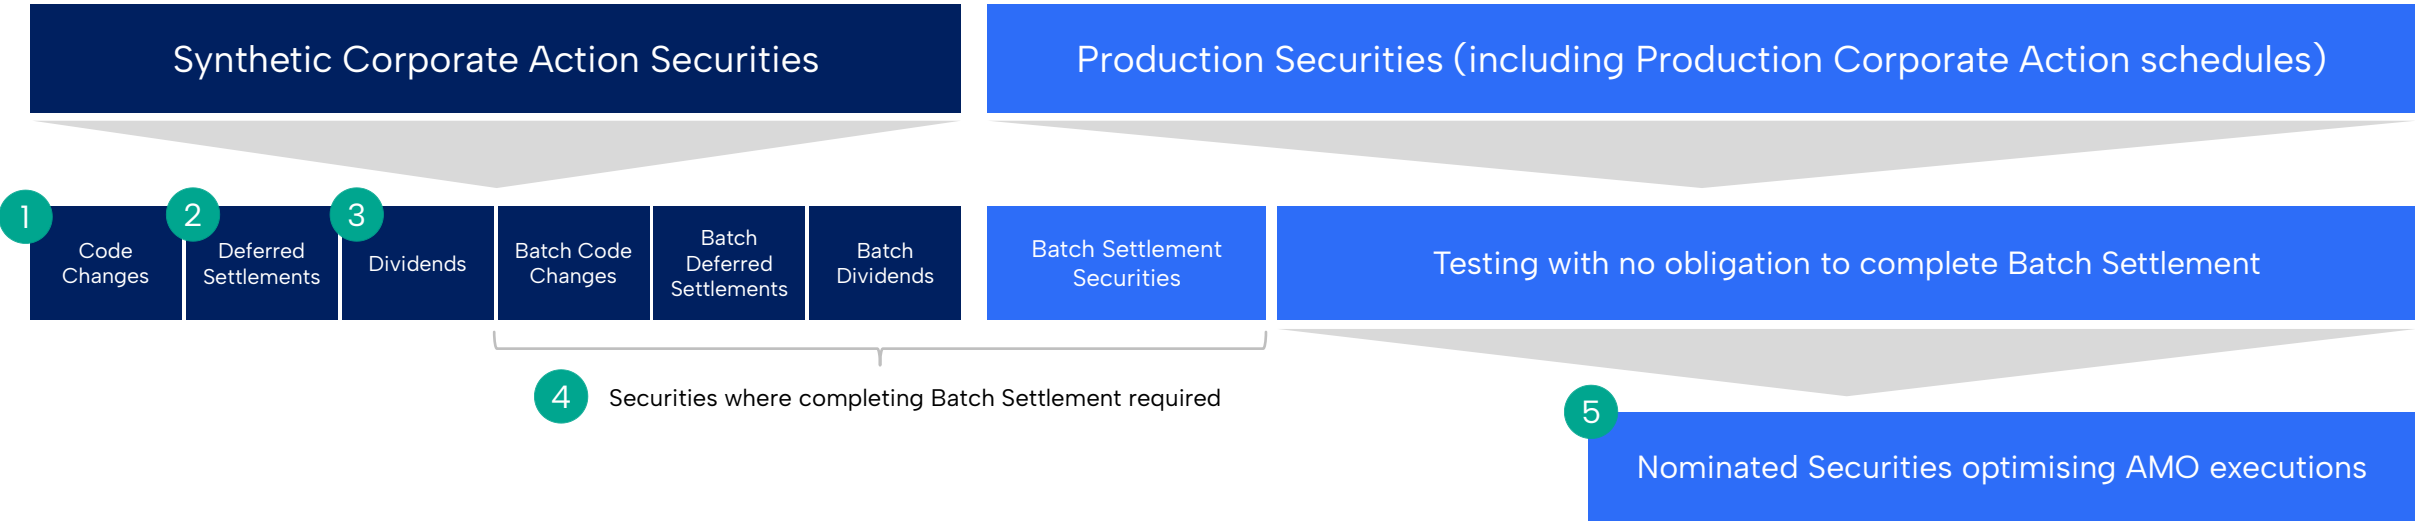 Synthetic Corporate Action Securities
Production Securities (including Production Corporate Action schedules)
1
Code
Changes
2
Deferred
Settlements
3
Dividends
Batch Code
Changes
Batch
Deferred
Settlements
Batch
Dividends
Batch Settlement
Securities
Testing with no obligation to complete Batch Settlement
4
Securities where completing Batch Settlement required
5
Nominated Securities optimising AMO executions